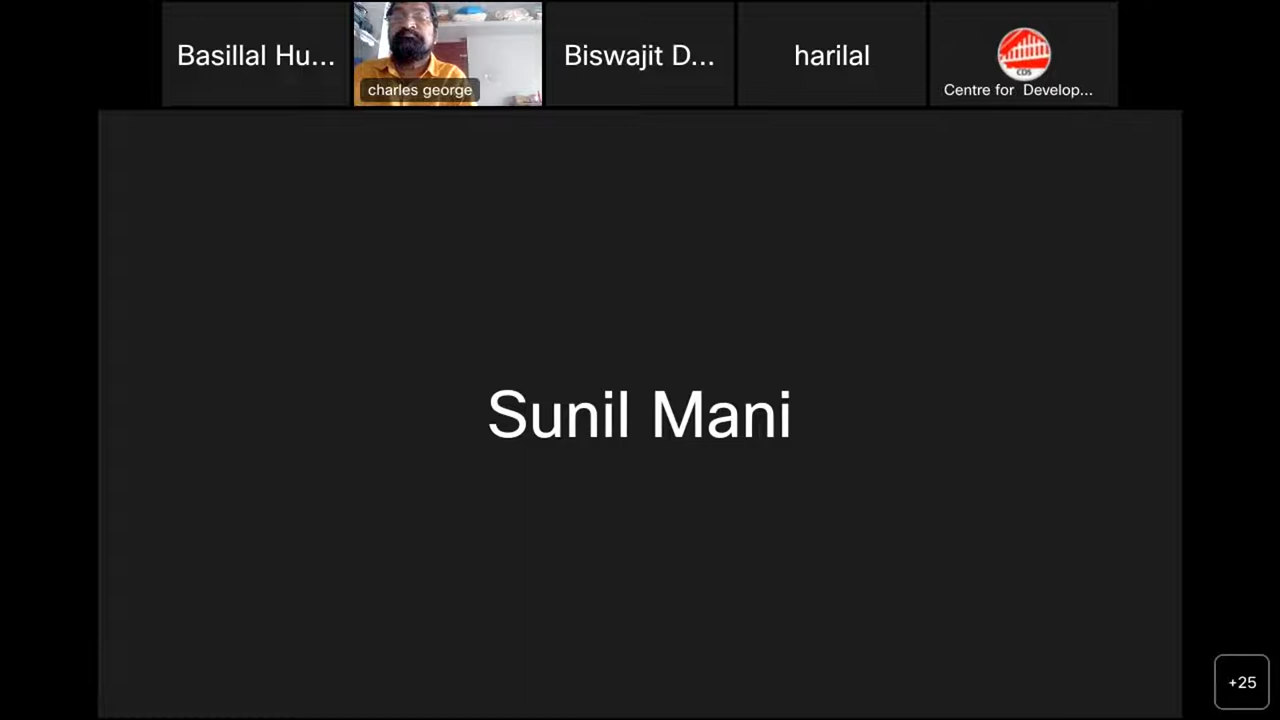 Basillal Hu...
charles george
Biswajit D...
harilal
CDS
Centre for Develop...
Sunil Mani
+25